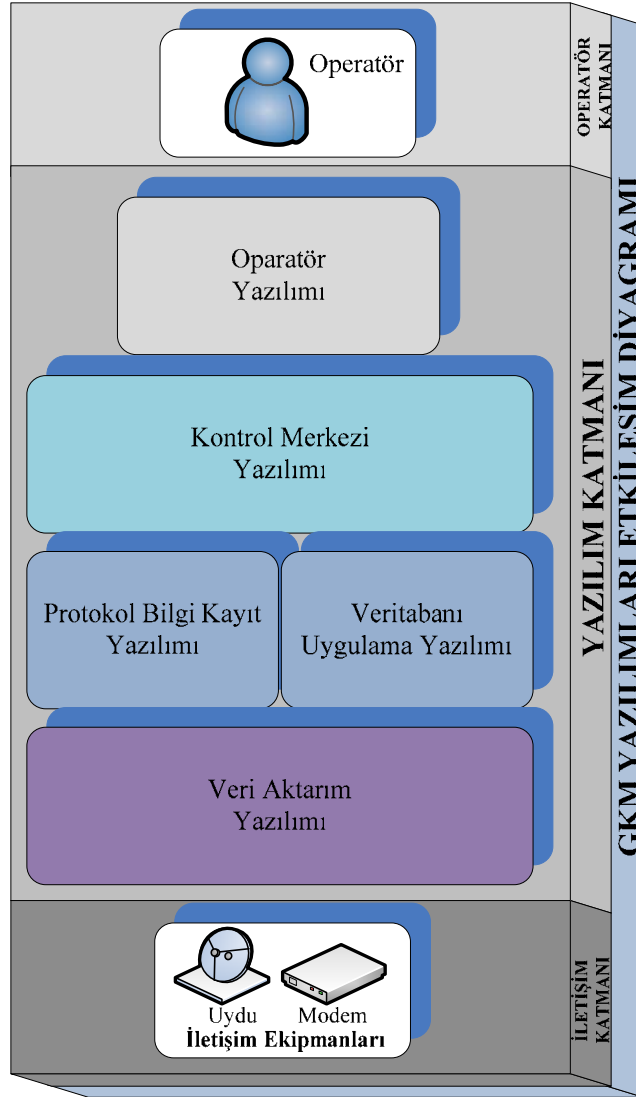 Operatör
OPERATÖR
KATMANI
Oparatör
Yazılımı
Kontrol Merkezi
Yazılımı
Protokol Bilgi Kayıt
Yazılımı
Veritabanı
Uygulama Yazılımı
Veri Aktarım
Yazılımı
YAZILIM KATMANI
GKM YAZILIMLARI ETKİLEŞİM DİYAGRAMI
Uydu
Modem
İletişim Ekipmanları
İLETİŞİM
KATMANI